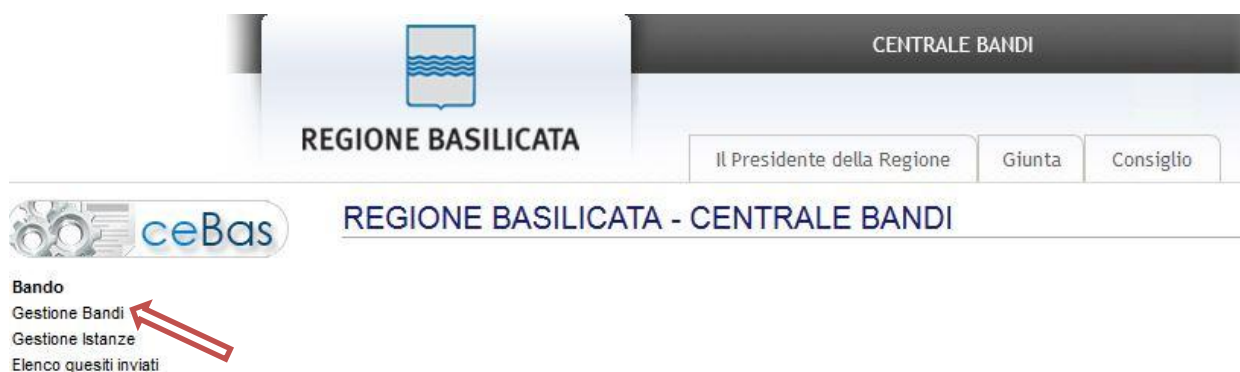 CENTRALE BANDI
REGIONE BASILICATA
Il Presidente della Regione
Giunta
Consiglio
ceBas
REGIONE BASILICATA - CENTRALE BANDI
Bando
Gestione Bandi
Gestione Istanze
Elenco quesiti inviati